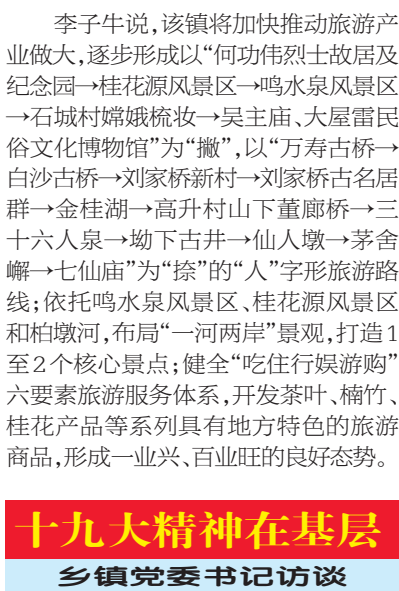 李子牛说,该镇将加快推动旅游产
业做大,逐步形成以“何功伟烈士故居及
纪念园→桂花源风景区→鸣水泉风景区
→石城村嫦娥梳妆→吴主庙、大屋雷民
俗文化博物馆”为“撇”,以“万寿古桥→
白沙古桥→刘家桥新村→刘家桥古名居
群→金桂湖→高升村山下董廊桥→三
十六人泉→坳下古井→仙人墩→茅舍
嶰→七仙庙”为“捺”的“人”字形旅游路
线;依托鸣水泉风景区、桂花源风景区
和柏墩河,布局“一河两岸”景观,打造1
至2个核心景点;健全“吃住行娱游购”
六要素旅游服务体系,开发茶叶、楠竹、
桂花产品等系列具有地方特色的旅游
商品,形成一业兴、百业旺的良好态势。
十九大精神在基层
乡镇党委书记访谈